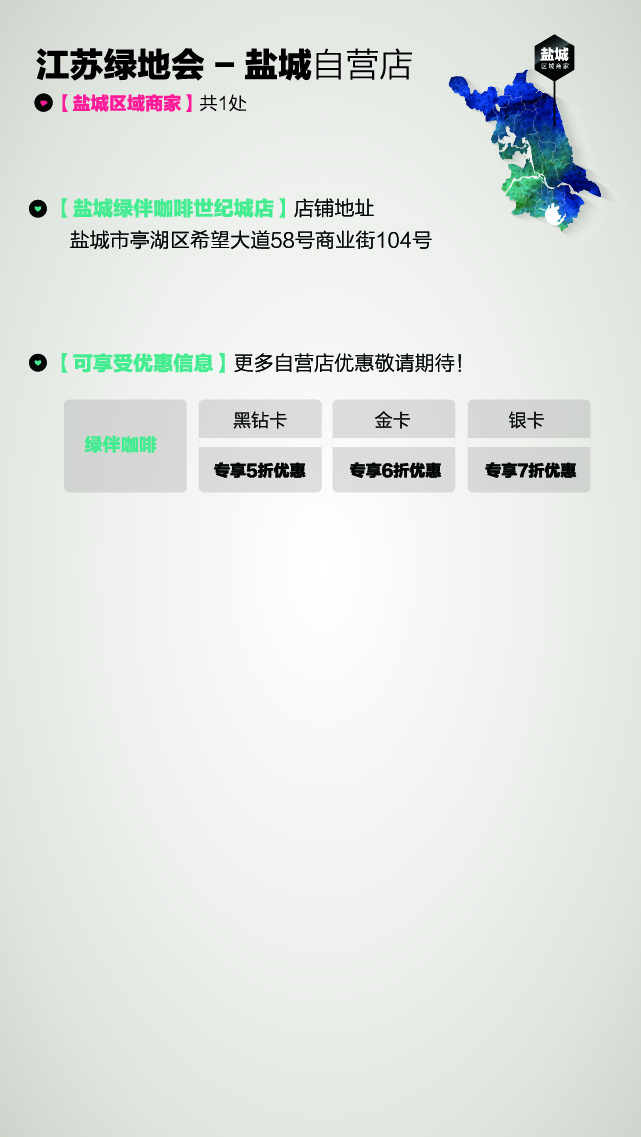 江苏绿地会 – 盐城自营店
盐城
区域商家
【盐城区域商家】共1处
【盐城绿伴咖啡世纪城店】店铺地址
盐城市亭湖区希望大道58号商业街104号
【可享受优惠信息】更多自营店优惠敬请期待!
绿伴咖啡
黑钻卡 金卡 银卡
专享5折优惠 专享6折优惠 专享7折优惠